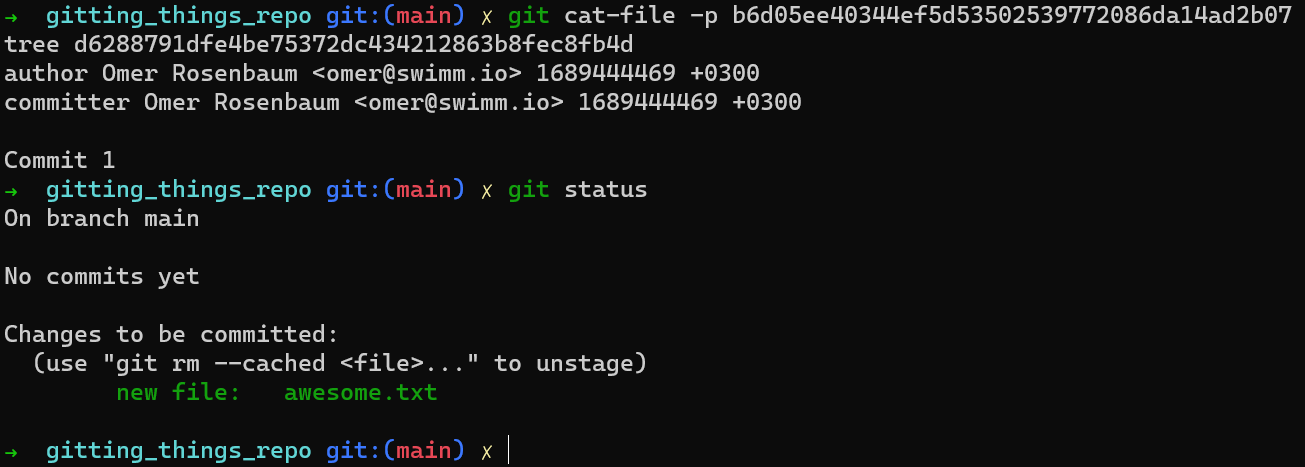 → gitting_things_repo git:(main) ✗ git cat-file -p b6d05ee40344ef5d53502539772086da14ad2b07
tree d6288791dfe4be75372dc434212863b8fec8fb4d
author Omer Rosenbaum <omer@swimm.io> 1689444469 +0300
committer Omer Rosenbaum <omer@swimm.io> 1689444469 +0300

Commit 1
→ gitting_things_repo git:(main) ✗ git status
On branch main

No commits yet

Changes to be committed:
  (use "git rm --cached <file>..." to unstage)
        new file:   awesome.txt

→ gitting_things_repo git:(main) ✗